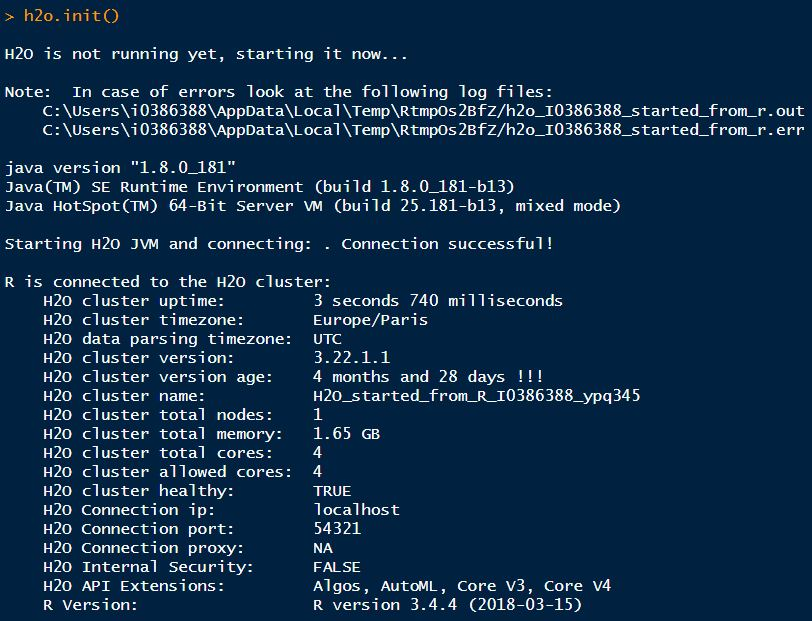 > h2o.init()
H2O is not running yet, starting it now...
Note:  In case of errors look at the following log files:
    C:\Users\i0386388\AppData\Local\Temp\RtmpOs2BfZ/h2o_I0386388_started_from_r.out
    C:\Users\i0386388\AppData\Local\Temp\RtmpOs2BfZ/h2o_I0386388_started_from_r.err
java version "1.8.0_181"
Java(TM) SE Runtime Environment (build 1.8.0_181-b13)
Java HotSpot(TM) 64-Bit Server VM (build 25.181-b13, mixed mode)
Starting H2O JVM and connecting: . Connection successful!
R is connected to the H2O cluster:
    H2O cluster uptime:         3 seconds 740 milliseconds
    H2O cluster timezone:       Europe/Paris
    H2O data parsing timezone:  UTC
    H2O cluster version:        3.22.1.1
    H2O cluster version age:    4 months and 28 days !!!
    H2O cluster name:           H2O_started_from_R_I0386388_ypq345
    H2O cluster total nodes:    1
    H2O cluster total memory:   1.65 GB
    H2O cluster total cores:    4
    H2O cluster allowed cores:  4
    H2O cluster healthy:        TRUE
    H2O Connection ip:          localhost
    H2O Connection port:        54321
    H2O Connection proxy:       NA
    H2O Internal Security:      FALSE
    H2O API Extensions:         Algos, AutoML, Core V3, Core V4
    R Version:                  R version 3.4.4 (2018-03-15)